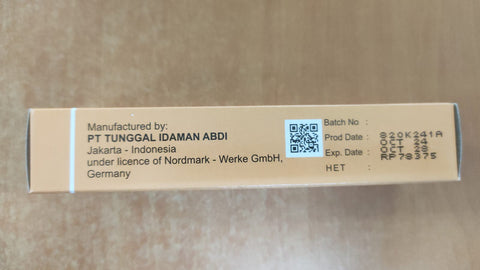 Manufactured by:
PT TUNGGAL IDAMAN ABDI
Jakarta - Indonesia
under licence of Nordmark - Werke GmbH,
Germany
Batch No : 820K241A
Prod Date : OCT 24
Exp. Date : OCT 28
HET : RP78375